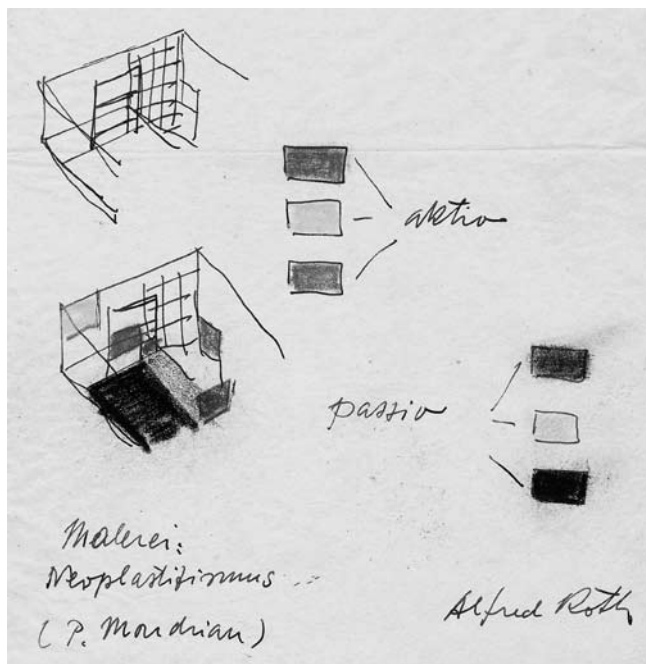 aktiv
passiv
Malerei:
Neoplastizismus
(P. Mondrian)
Alfred Roth